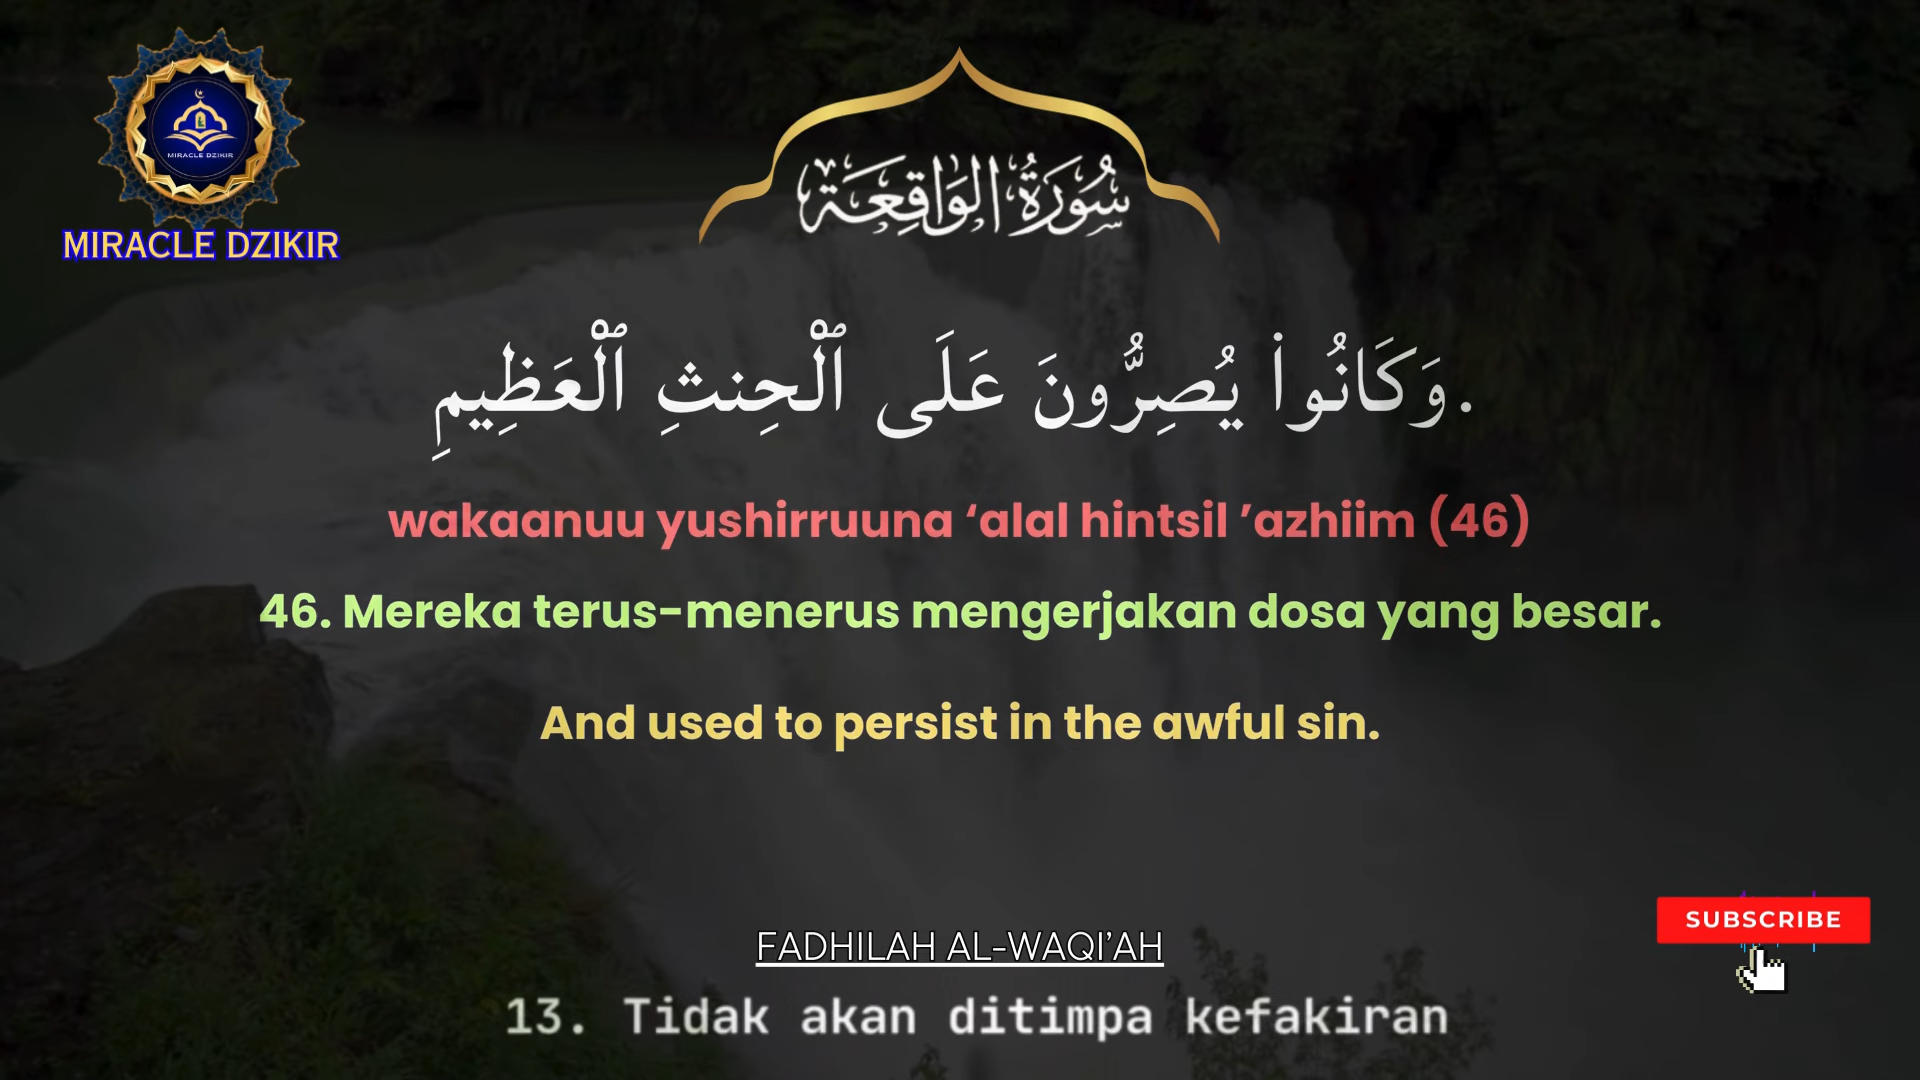 MIRACLE DZIKIR
MIRACLE DZIKIR
سُورَةُ الوَاقِعَة
وَكَانُوا۟ يُصِرُّونَ عَلَى ٱلْحِنثِ ٱلْعَظِيمِ.
wakaanuu yushirruuna ‘alal hintsil ’azhiim (46)
46. Mereka terus-menerus mengerjakan dosa yang besar.
And used to persist in the awful sin.
SUBSCRIBE
FADHILAH AL-WAQI’AH
13. Tidak akan ditimpa kefakiran